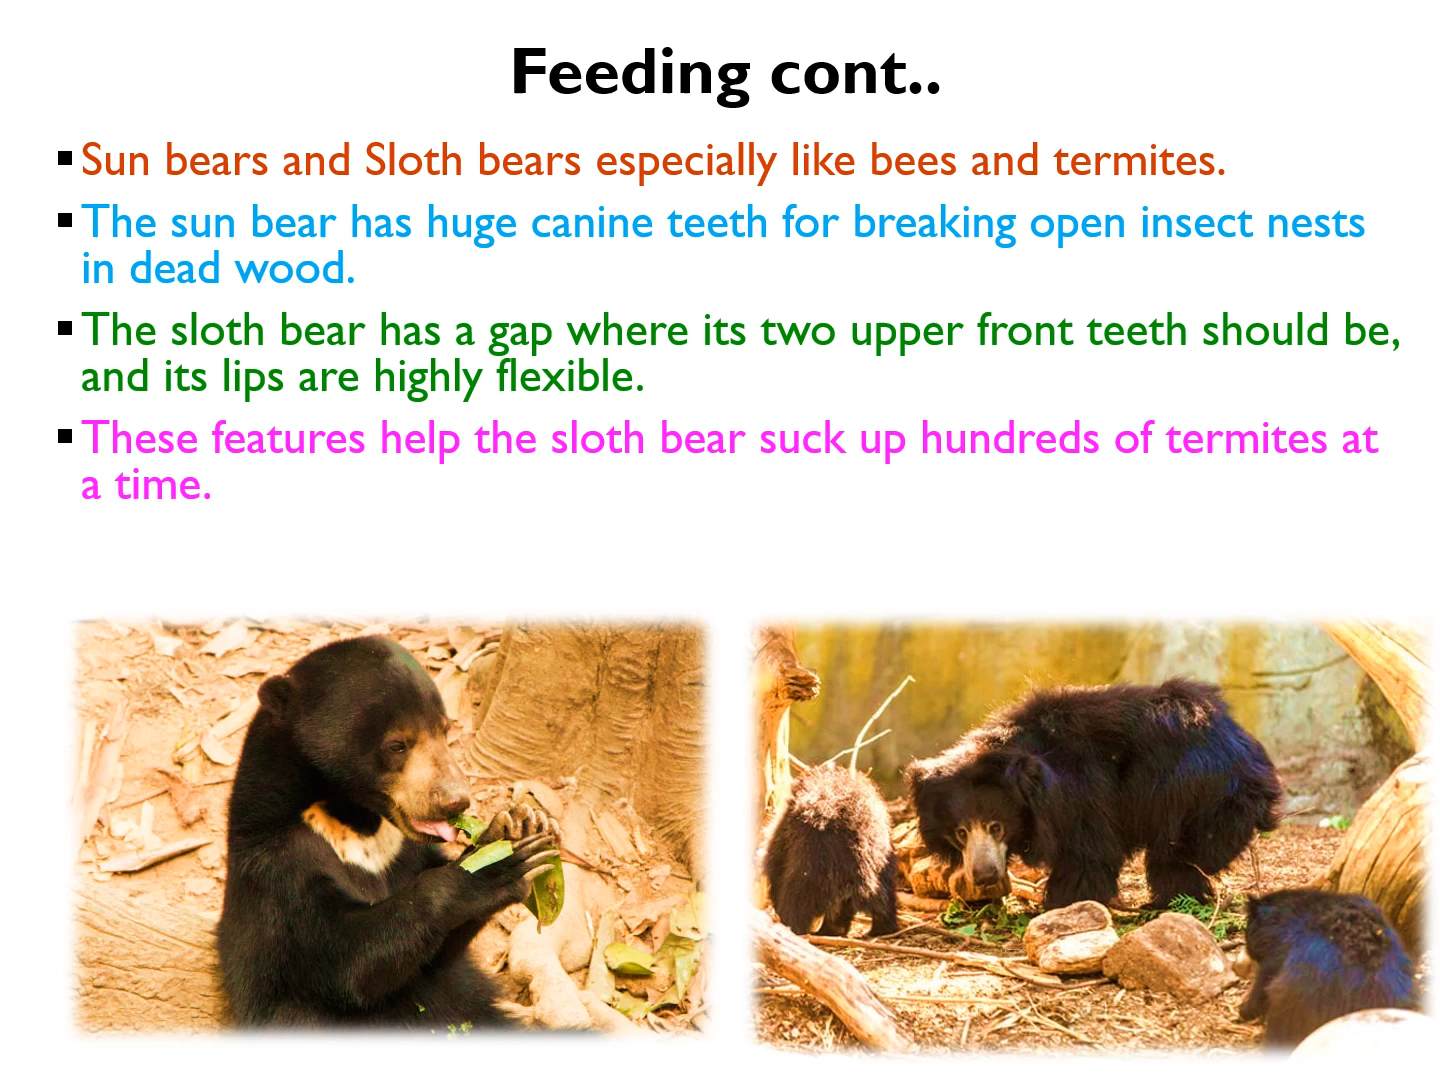 Feeding cont..
▪Sun bears and Sloth bears especially like bees and termites.
▪The sun bear has huge canine teeth for breaking open insect nests
in dead wood.
▪The sloth bear has a gap where its two upper front teeth should be,
and its lips are highly flexible.
▪These features help the sloth bear suck up hundreds of termites at
a time.